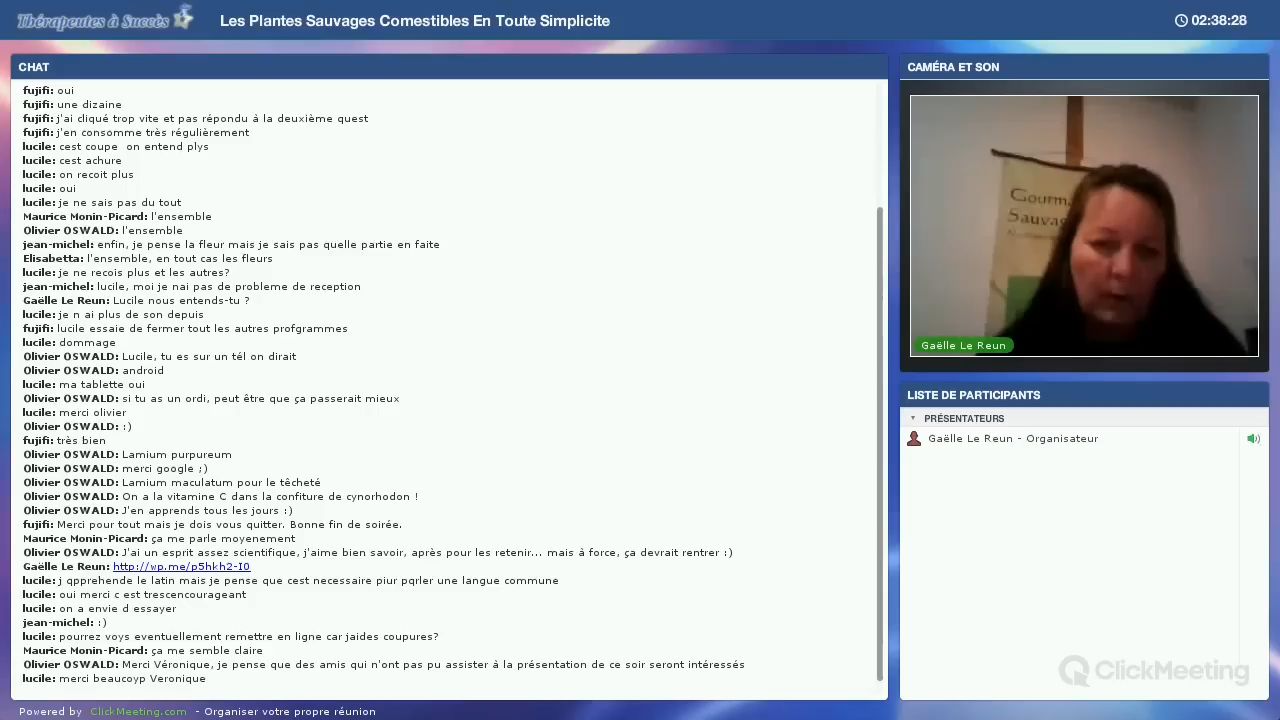 Thérapeutes à Succès
Les Plantes Sauvages Comestibles En Toute Simplicite
02:38:28
CHAT
fujifi: oui
fujifi: une dizaine
fujifi: j'ai cliqué trop vite et pas répondu à la deuxième quest
fujifi: j'en consomme très régulièrement
lucile: cest coupe on entend plys
lucile: cest achure
lucile: on recoit plus
lucile: oui
lucile: je ne sais pas du tout
Maurice Monin-Picard: l'ensemble
Olivier OSWALD: l'ensemble
jean-michel: enfin, je pense la fleur mais je sais pas quelle partie en faite
Elisabetta: l'ensemble, en tout cas les fleurs
lucile: je ne recois plus et les autres?
jean-michel: lucile, moi je nai pas de probleme de reception
Gaëlle Le Reun: Lucile nous entends-tu ?
lucile: je n ai plus de son depuis
fujifi: lucile essaie de fermer tout les autres profgrammes
lucile: dommage
Olivier OSWALD: Lucile, tu es sur un tél on dirait
Olivier OSWALD: android
lucile: ma tablette oui
Olivier OSWALD: si tu as un ordi, peut être que ça passerait mieux
lucile: merci olivier
Olivier OSWALD: :)
fujifi: très bien
Olivier OSWALD: Lamium purpureum
Olivier OSWALD: merci google ;)
Olivier OSWALD: Lamium maculatum pour le têcheté
Olivier OSWALD: On a la vitamine C dans la confiture de cynorhodon !
Olivier OSWALD: J'en apprends tous les jours :)
fujifi: Merci pour tout mais je dois vous quitter. Bonne fin de soirée.
Maurice Monin-Picard: ça me parle moyenement
Olivier OSWALD: J'ai un esprit assez scientifique, j'aime bien savoir, après pour les retenir... mais à force, ça devrait rentrer :)
Gaëlle Le Reun: http://wp.me/p5hkh2-I0
lucile: j qpprehende le latin mais je pense que cest necessaire piur pqrler une langue commune
lucile: oui merci c est trescencourageant
lucile: on a envie d essayer
jean-michel: :)
lucile: pourrez voys eventuellement remettre en ligne car jaides coupures?
Maurice Monin-Picard: ça me semble claire
Olivier OSWALD: Merci Véronique, je pense que des amis qui n'ont pas pu assister à la présentation de ce soir seront intéressés
lucile: merci beaucoyp Veronique
CAMÉRA ET SON
Gourm
Sauva
Gaëlle Le Reun
LISTE DE PARTICIPANTS
PRÉSENTATEURS
Gaëlle Le Reun - Organisateur
ClickMeeting
Powered by ClickMeeting.com - Organiser votre propre réunion